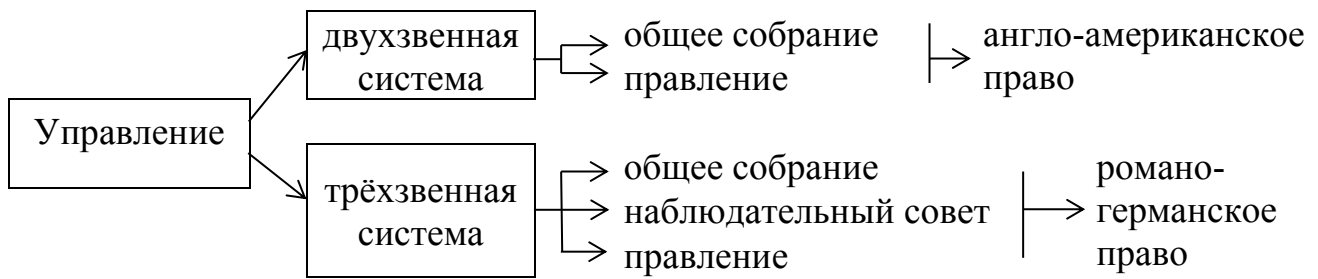 Управление
двухзвенная
система
общее собрание
правление
англо-американское
право
трёхзвенная
система
общее собрание
наблюдательный совет
правление
романо-
германское
право